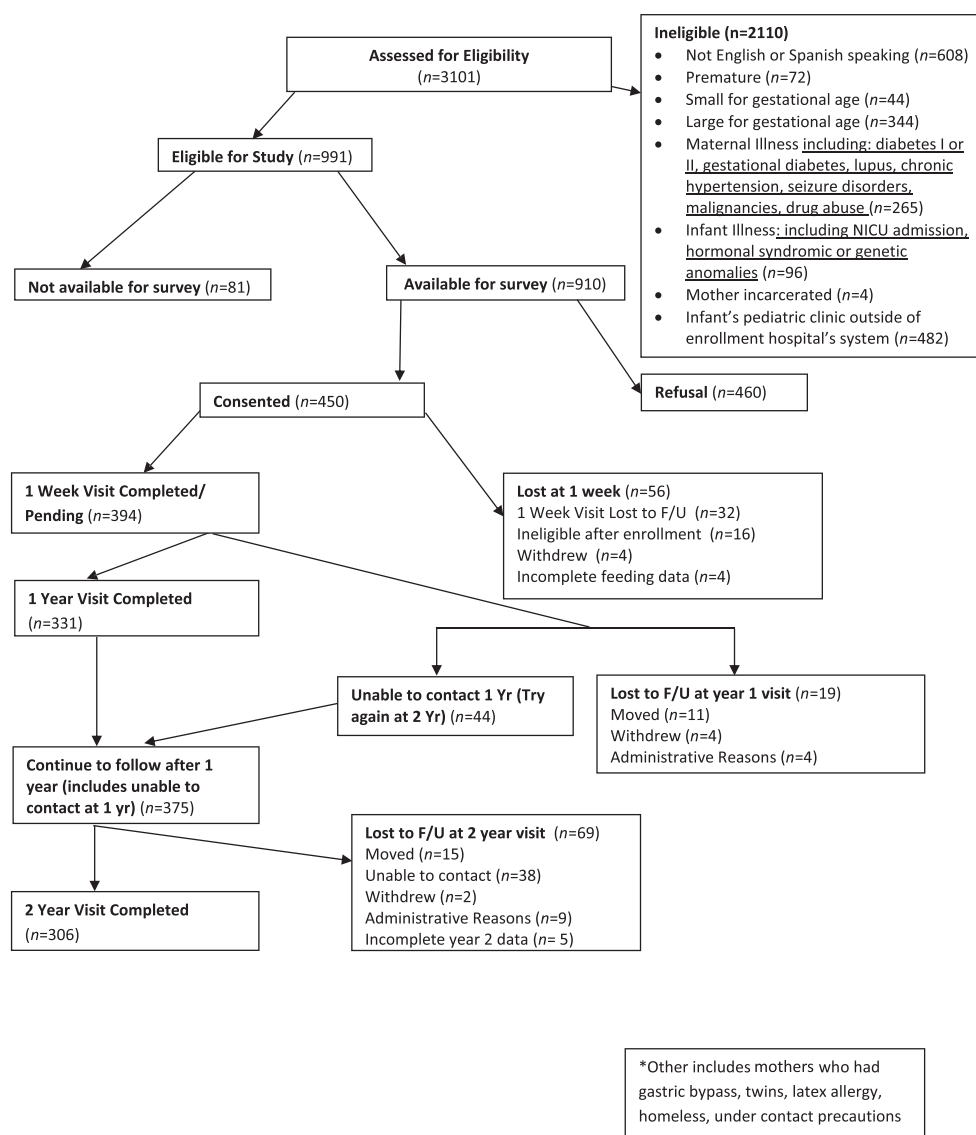 Assessed for Eligibility
(n=3101)
Ineligible (n=2110)
• Not English or Spanish speaking (n=608)
• Premature (n=72)
• Small for gestational age (n=44)
• Large for gestational age (n=344)
• Maternal Illness including: diabetes I or
II, gestational diabetes, lupus, chronic
hypertension, seizure disorders,
malignancies, drug abuse (n=265)
• Infant Illness: including NICU admission,
hormonal syndromic or genetic
anomalies (n=96)
• Mother incarcerated (n=4)
• Infant's pediatric clinic outside of
enrollment hospital's system (n=482)
Eligible for Study (n=991)
Not available for survey (n=81)
Available for survey (n=910)
Refusal (n=460)
Consented (n=450)
1 Week Visit Completed/
Pending (n=394)
Lost at 1 week (n=56)
1 Week Visit Lost to F/U (n=32)
Ineligible after enrollment (n=16)
Withdrew (n=4)
Incomplete feeding data (n=4)
1 Year Visit Completed
(n=331)
Unable to contact 1 Yr (Try
again at 2 Yr) (n=44)
Lost to F/U at year 1 visit (n=19)
Moved (n=11)
Withdrew (n=4)
Administrative Reasons (n=4)
Continue to follow after 1
year (includes unable to
contact at 1 yr) (n=375)
Lost to F/U at 2 year visit (n=69)
Moved (n=15)
Unable to contact (n=38)
Withdrew (n=2)
Administrative Reasons (n=9)
Incomplete year 2 data (n= 5)
2 Year Visit Completed
(n=306)
*Other includes mothers who had
gastric bypass, twins, latex allergy,
homeless, under contact precautions